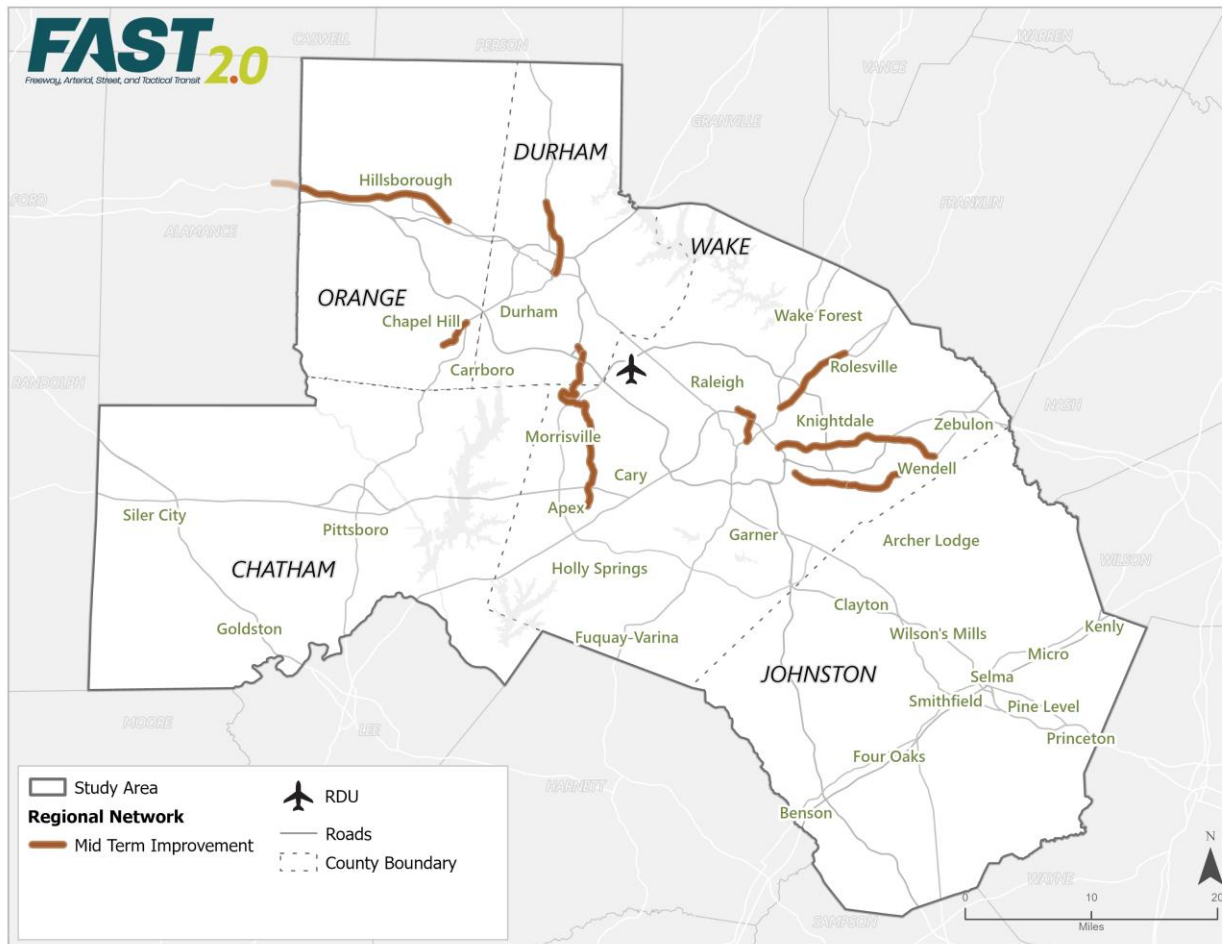 FAST 2.0
Freeway, Arterial, Street, and Tactical Transit
CASWELL
PERSON
WARREN
VANCE
GRANVILLE
DURHAM
Hillsborough
FORD
ALAMANCE
FRANKLIN
WAKE
ORANGE
Chapel Hill
Durham
Wake Forest
Carrboro
RANDOLPH
Raleigh
Rolesville
NASH
Knightdale
Zebulon
Morrisville
Cary
Wendell
Siler City
Apex
Pittsboro
Garner
Archer Lodge
CHATHAM
Holly Springs
WILSON
Clayton
Goldston
Fuquay-Varina
Wilson's Mills
Kenly
Micro
JOHNSTON
Selma
Smithfield
Pine Level
MOORE
LEE
Princeton
Four Oaks
HARNETT
Benson
WAYNE
SAMPSON
Study Area
Regional Network
Mid Term Improvement
RDU
Roads
County Boundary
N
0 10 20
Miles